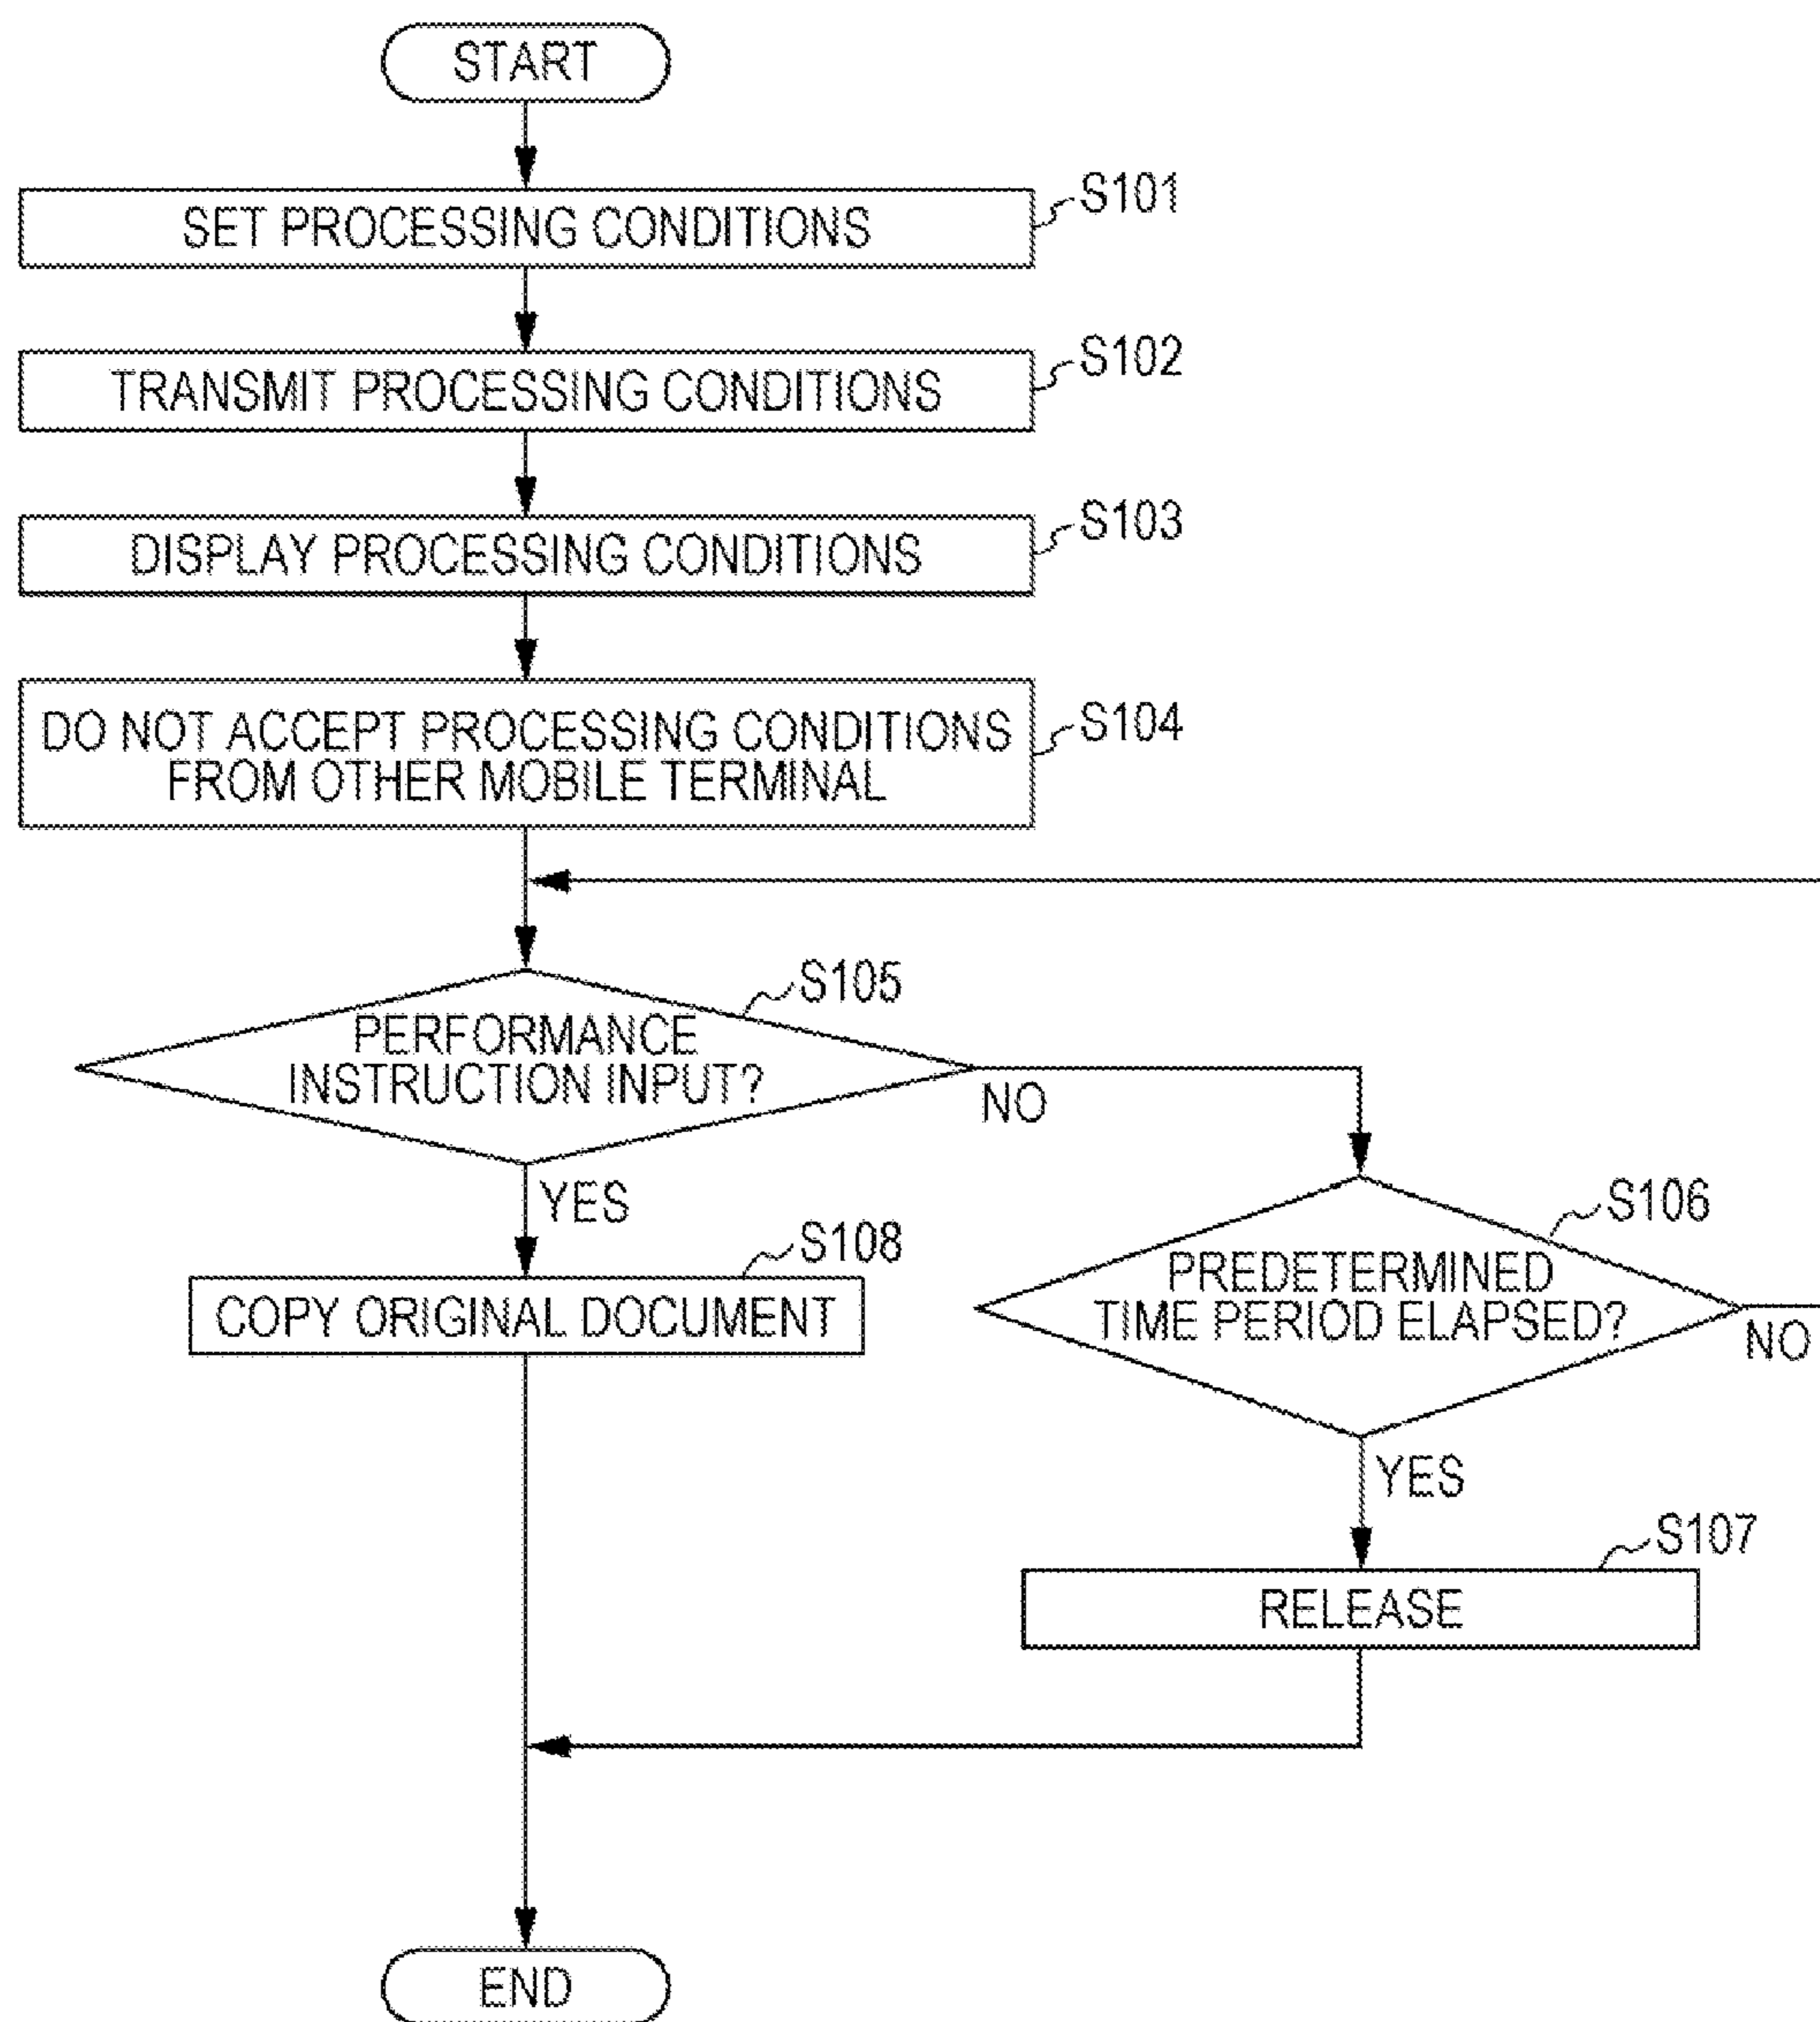 START
SET PROCESSING CONDITIONS
S101
TRANSMIT PROCESSING CONDITIONS
S102
DISPLAY PROCESSING CONDITIONS
S103
DO NOT ACCEPT PROCESSING CONDITIONS
FROM OTHER MOBILE TERMINAL
S104
S105
PERFORMANCE
INSTRUCTION INPUT?
NO
YES
S106
PREDETERMINED
TIME PERIOD ELAPSED?
NO
S108
COPY ORIGINAL DOCUMENT
YES
S107
RELEASE
END